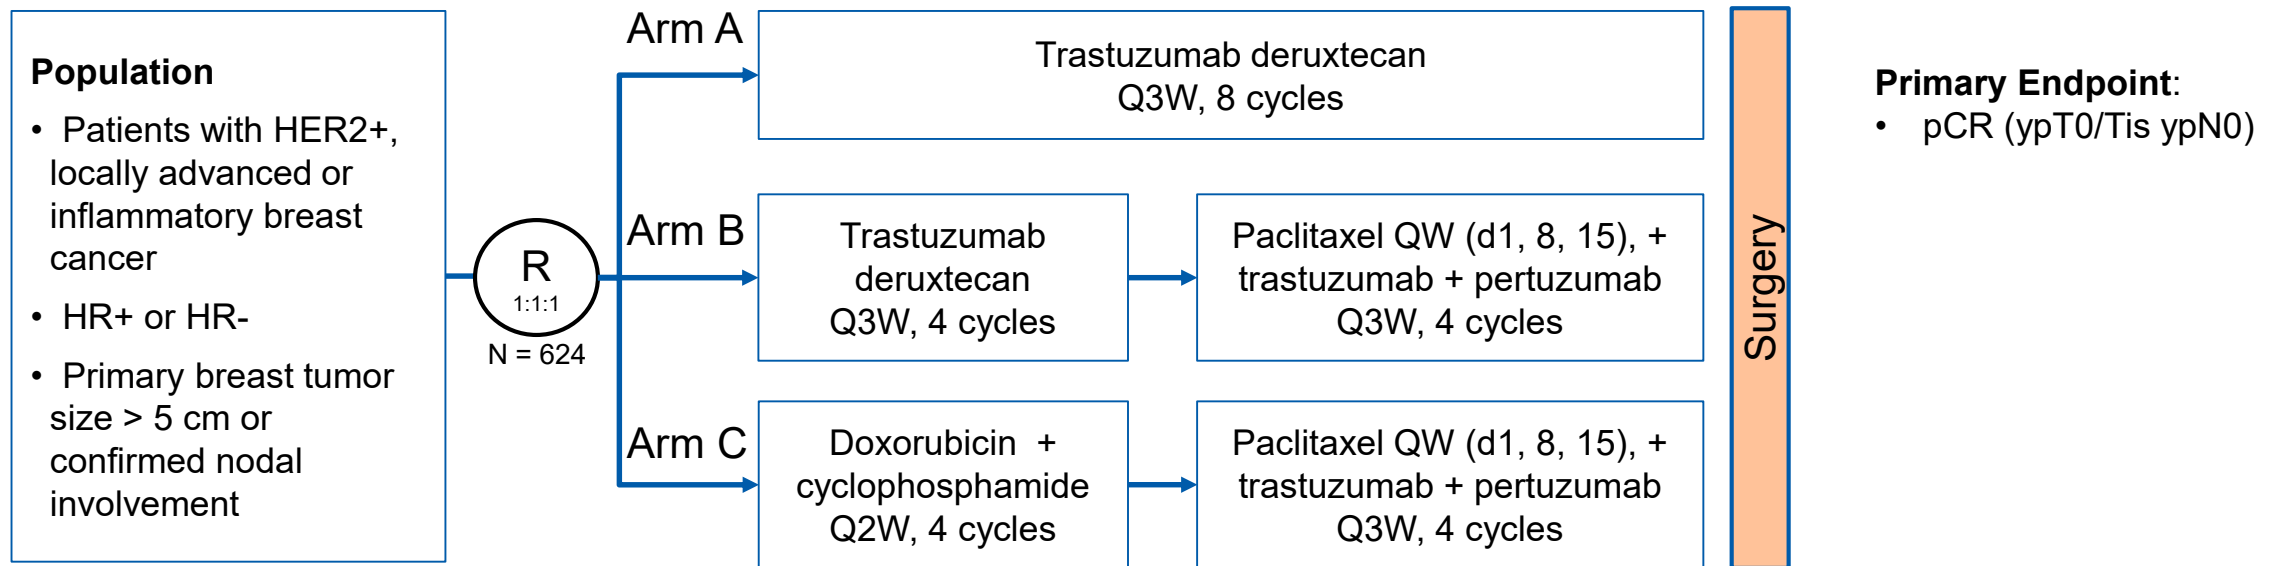 Population
• Patients with HER2+,
locally advanced or
inflammatory breast
cancer
• HR+ or HR-
• Primary breast tumor
size > 5 cm or
confirmed nodal
involvement
R
1:1:1
N = 624
Arm A
Trastuzumab deruxtecan
Q3W, 8 cycles
Arm B
Trastuzumab
deruxtecan
Q3W, 4 cycles
Paclitaxel QW (d1, 8, 15), +
trastuzumab + pertuzumab
Q3W, 4 cycles
Arm C
Doxorubicin +
cyclophosphamide
Q2W, 4 cycles
Paclitaxel QW (d1, 8, 15), +
trastuzumab + pertuzumab
Q3W, 4 cycles
Surgery
Primary Endpoint:
• pCR (ypT0/Tis ypN0)